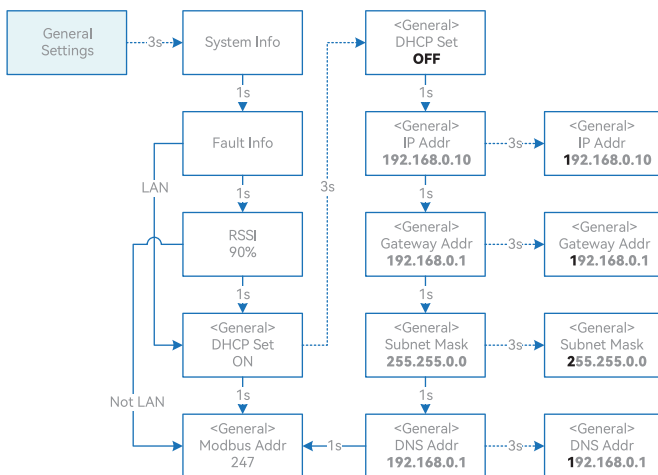 General
Settings
3s
System Info
1s
Fault Info
LAN
1s
RSSI
90%
1s
<General>
DHCP Set
ON
Not LAN
1s
<General>
Modbus Addr
247
3s
<General>
DHCP Set
OFF
1s
<General>
IP Addr
192.168.0.10
3s
<General>
IP Addr
192.168.0.10
1s
<General>
Gateway Addr
192.168.0.1
3s
<General>
Gateway Addr
192.168.0.1
1s
<General>
Subnet Mask
255.255.0.0
3s
<General>
Subnet Mask
255.255.0.0
1s
<General>
DNS Addr
192.168.0.1
1s
3s
<General>
DNS Addr
192.168.0.1